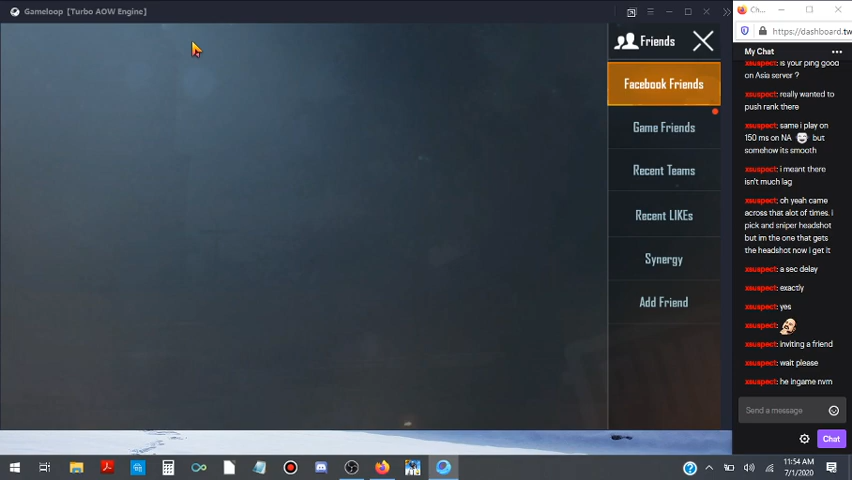 Gameloop [Turbo AOW Engine]
Friends
Facebook Friends
Game Friends
Recent Teams
Recent LIKEs
Synergy
Add Friend
Ch...
https://dashboard.tw
My Chat
xsuspect: is your ping good
on Asia server ?
xsuspect: really wanted to
push rank there
xsuspect: same i play on
150 ms on NA but
somehow its smooth
xsuspect: i meant there
isn't much lag
xsuspect: oh yeah came
across that alot of times. i
pick and sniper headshot
but im the one that gets
the headshot now i get it
xsuspect: a sec delay
xsuspect: exactly
xsuspect: yes
xsuspect:
xsuspect: inviting a friend
xsuspect: wait please
xsuspect: he ingame nvm
Send a message
Chat
11:54 AM
7/1/2020